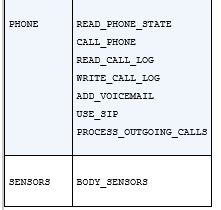 PHONE READ_PHONE_STATE
CALL_PHONE
READ_CALL_LOG
WRITE_CALL_LOG
ADD_VOICEMAIL
USE_SIP
PROCESS_OUTGOING_CALLS
SENSORS BODY_SENSORS